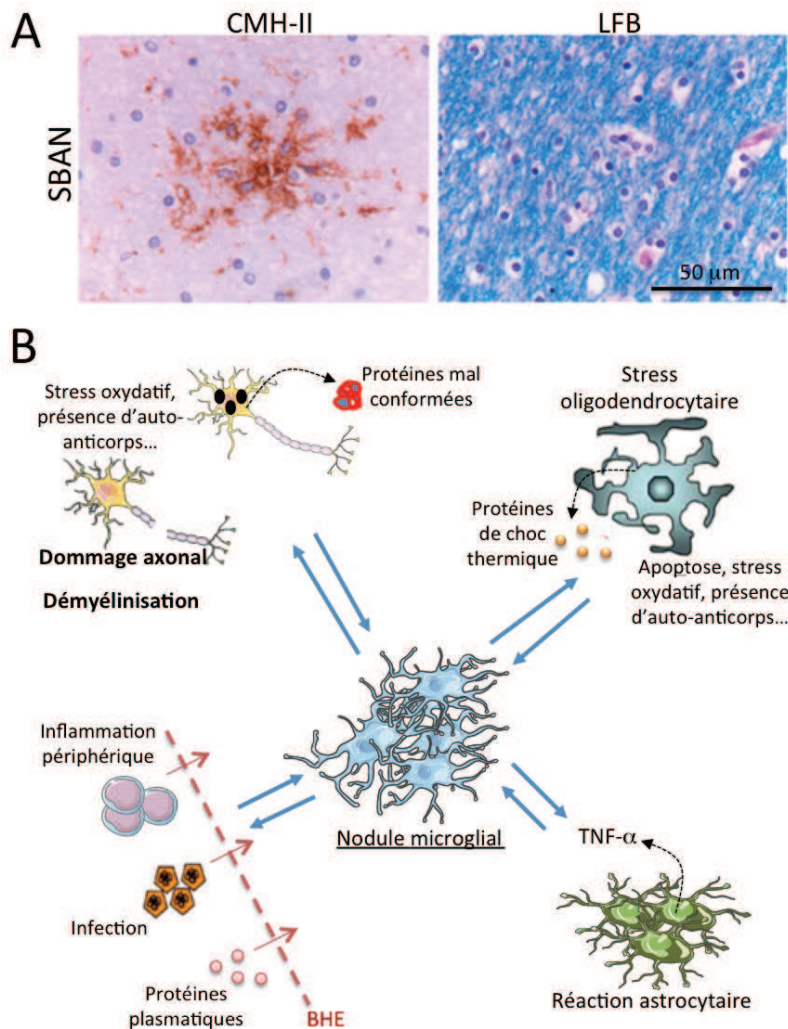 A
CMH-II
LFB
SBAN
50 µm
B
Stress oxydatif,
présence d'auto-
anticorps...
Protéines mal
conformées
Dommage axonal
Démyélinisation
Stress
oligodendrocytaire
Protéines
de choc
thermique
Apoptose, stress
oxydatif, présence
d'auto-anticorps...
Inflammation
périphérique
Infection
Protéines
plasmatiques
BHE
Nodule microglial
TNF-α
Réaction astrocytaire